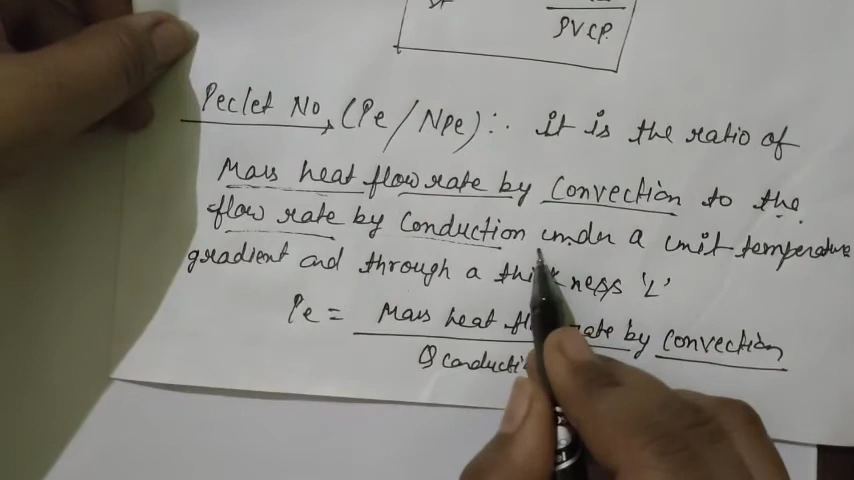 ρVCP.
Peclet No (Pe/NPe):. it is the ratio of
Mass heat flow rate by convection to the
flow rate by conduction under a unit temperature
gradient and through a thickness 'L'
Pe = Mass heat flow rate by convection
Q conducti